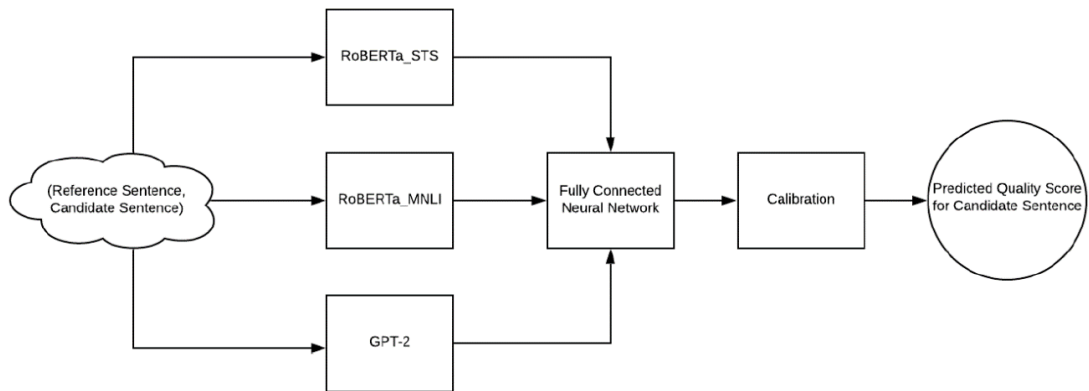 RoBERTa_STS
(Reference Sentence,
Candidate Sentence)
RoBERTa_MNLI
Fully Connected
Neural Network
Calibration
Predicted Quality Score
for Candidate Sentence
GPT-2